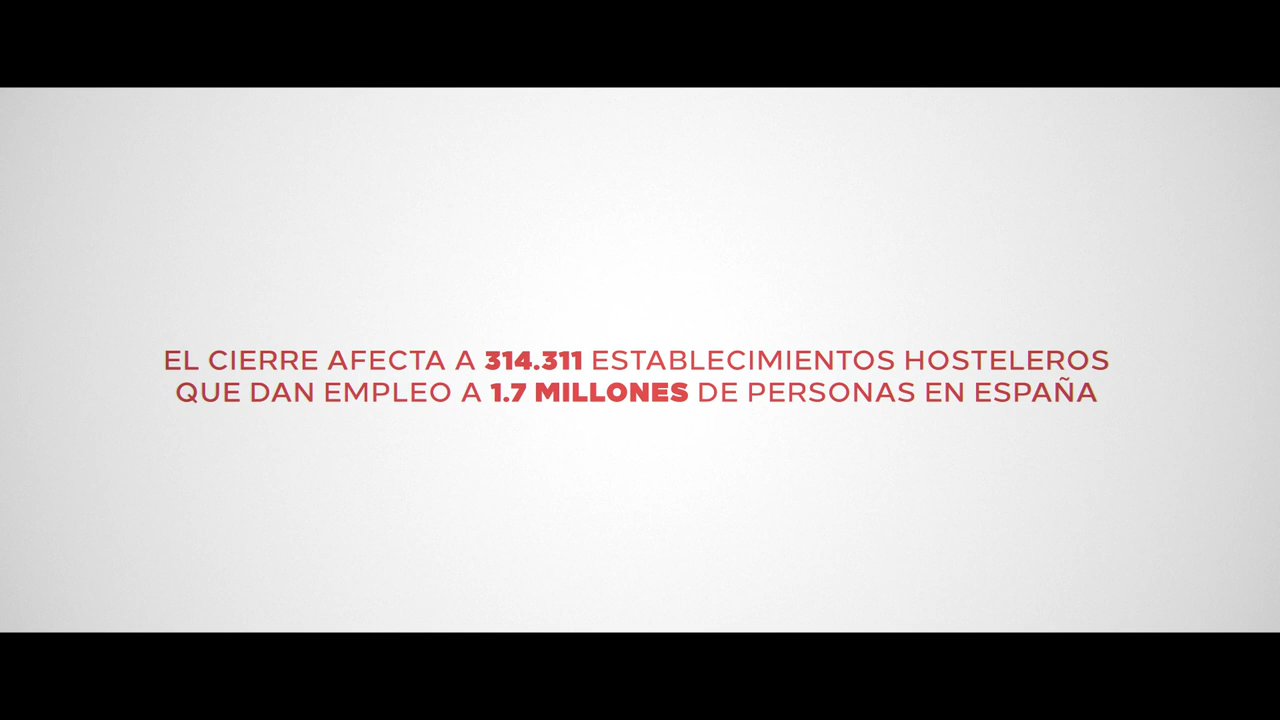 EL CIERRE AFECTA A 314.311 ESTABLECIMIENTOS HOSTELEROS
QUE DAN EMPLEO A 1.7 MILLONES DE PERSONAS EN ESPAÑA